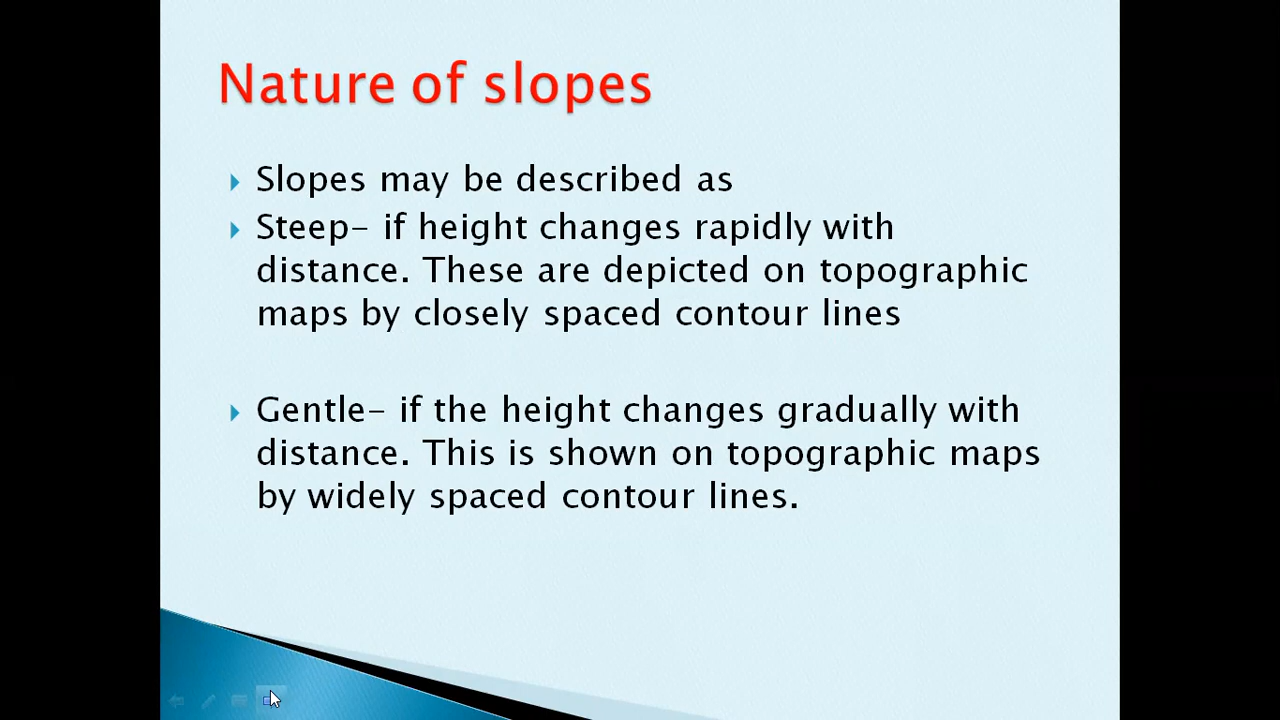 Nature of slopes
Slopes may be described as
Steep- if height changes rapidly with
distance. These are depicted on topographic
maps by closely spaced contour lines
Gentle- if the height changes gradually with
distance. This is shown on topographic maps
by widely spaced contour lines.